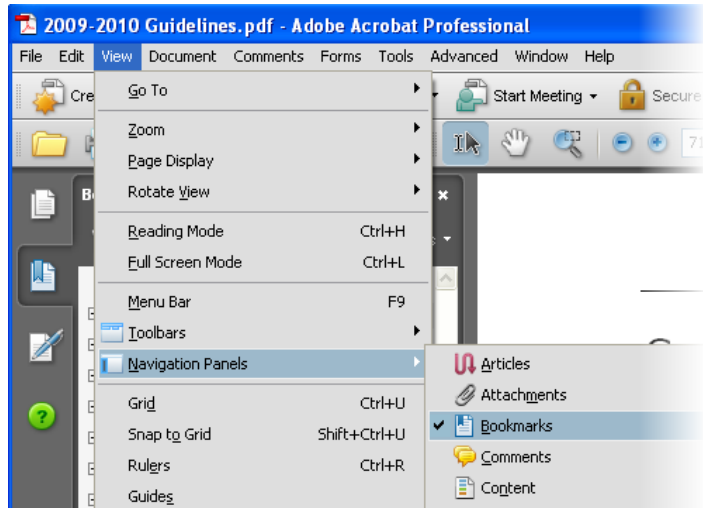 2009-2010 Guidelines.pdf - Adobe Acrobat Professional
File Edit View Document Comments Forms Tools Advanced Window Help
Start Meeting Secure
Go To
Zoom
Page Display
Rotate View
Reading Mode Ctrl+H
Full Screen Mode Ctrl+L
Menu Bar F9
Toolbars
Navigation Panels
Articles
Grid Ctrl+U
Attachments
Snap to Grid Shift+Ctrl+U
Bookmarks
Rulers Ctrl+R
Comments
Guides
Content